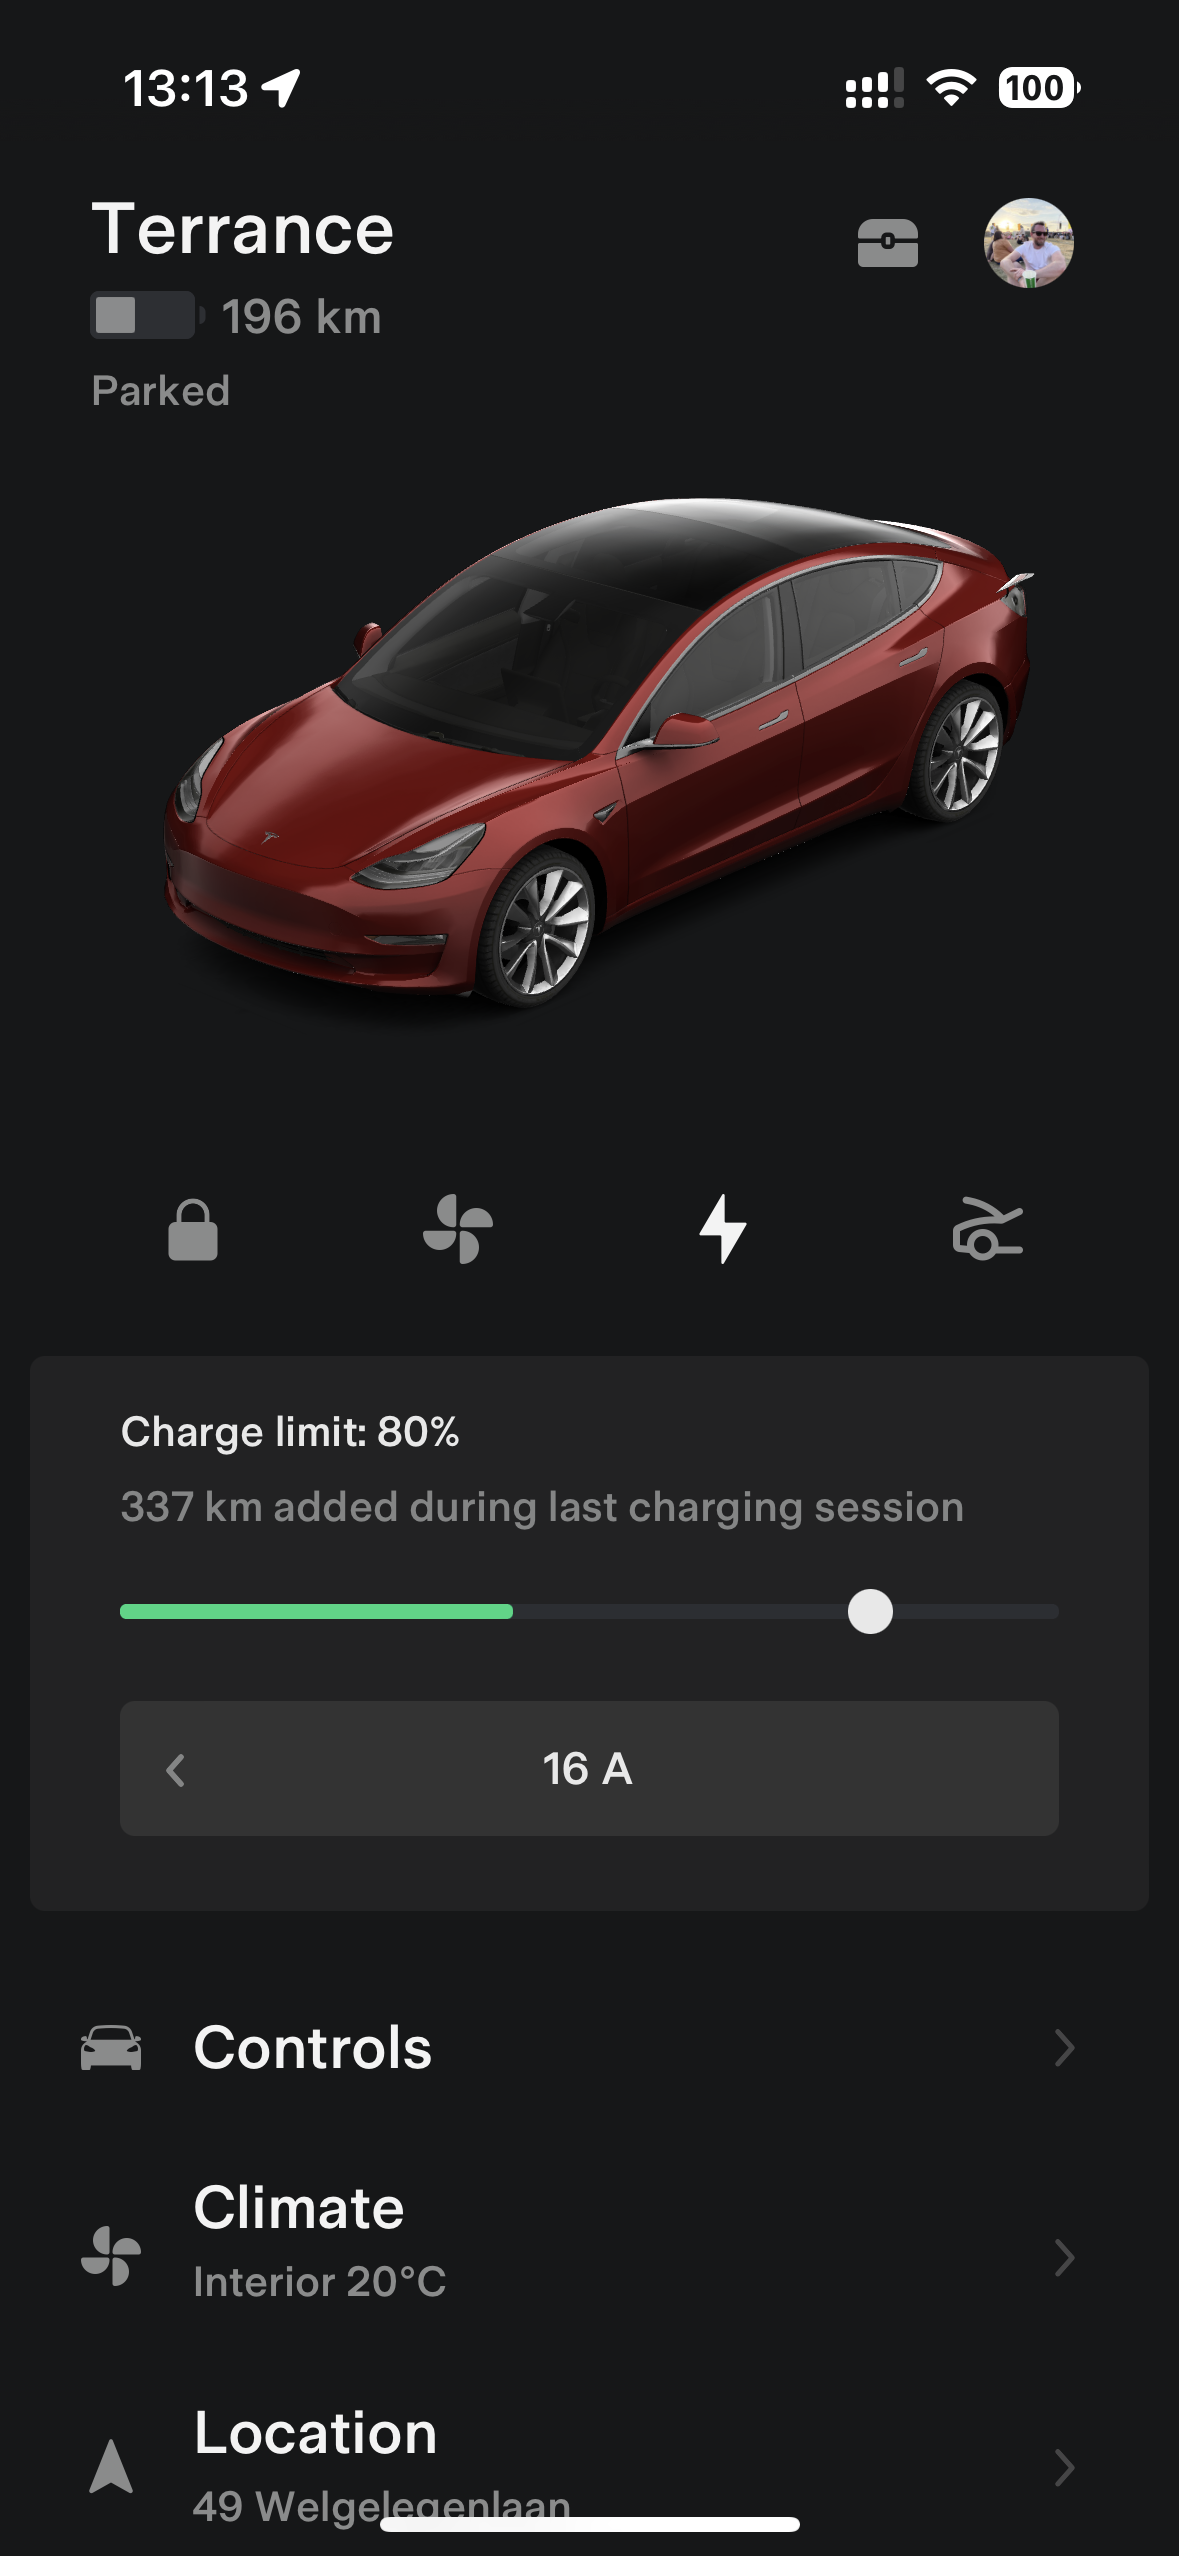 13:13
100
Terrance
196 km
Parked
Charge limit: 80%
337 km added during last charging session
16 A
Controls
Climate
Interior 20°C
Location
49 Welgelegenlaan